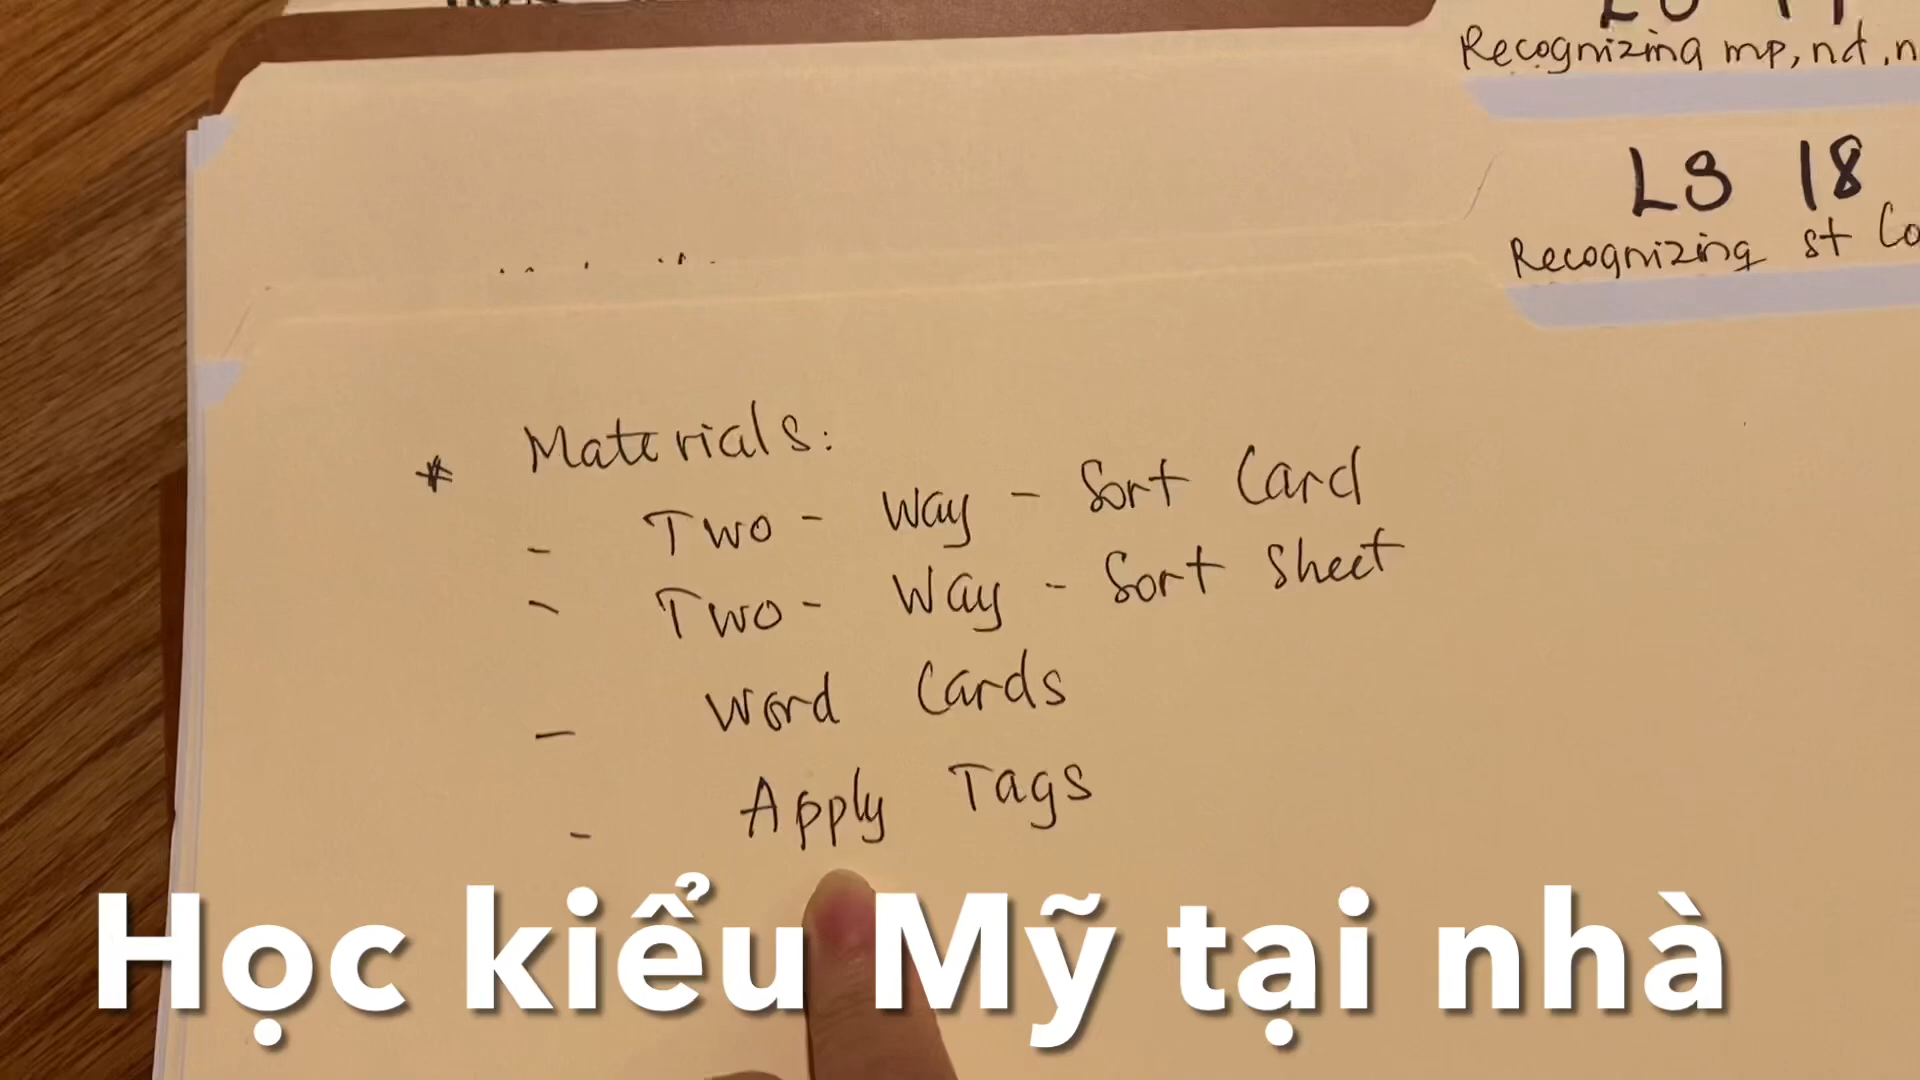 Recognizing mp, nd, n
LS 18
Recognizing st Co
* Materials:
- Two - Way - Sort Card
- Two - Way - Sort Sheet
- Word Cards
- Apply Tags
Học kiểu Mỹ tại nhà